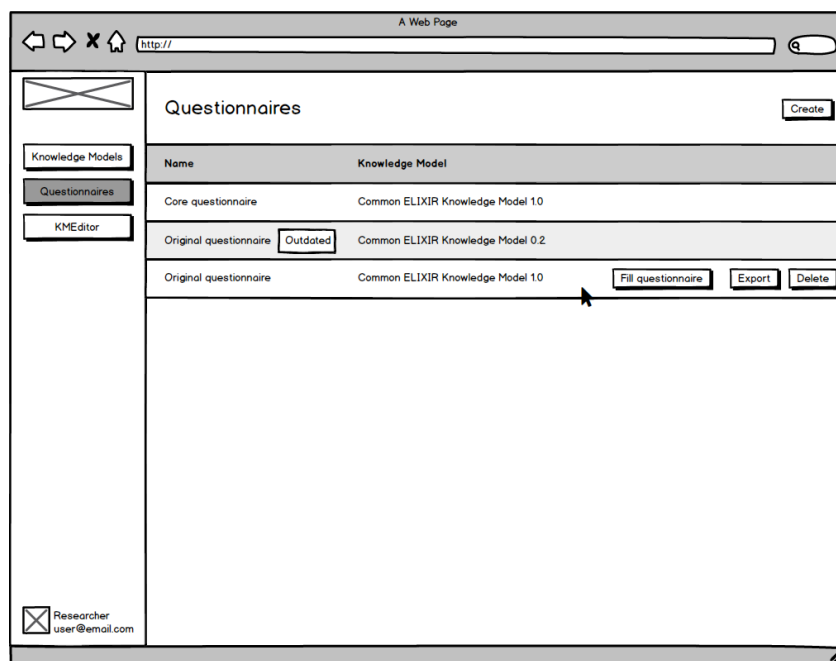 A Web Page
http://
Questionnaires
Create
Knowledge Models
Questionnaires
KMEditor
Name Knowledge Model
Core questionnaire Common ELIXIR Knowledge Model 1.0
Original questionnaire Outdated Common ELIXIR Knowledge Model 0.2
Original questionnaire Common ELIXIR Knowledge Model 1.0 Fill questionnaire Export Delete
Researcher
user@email.com